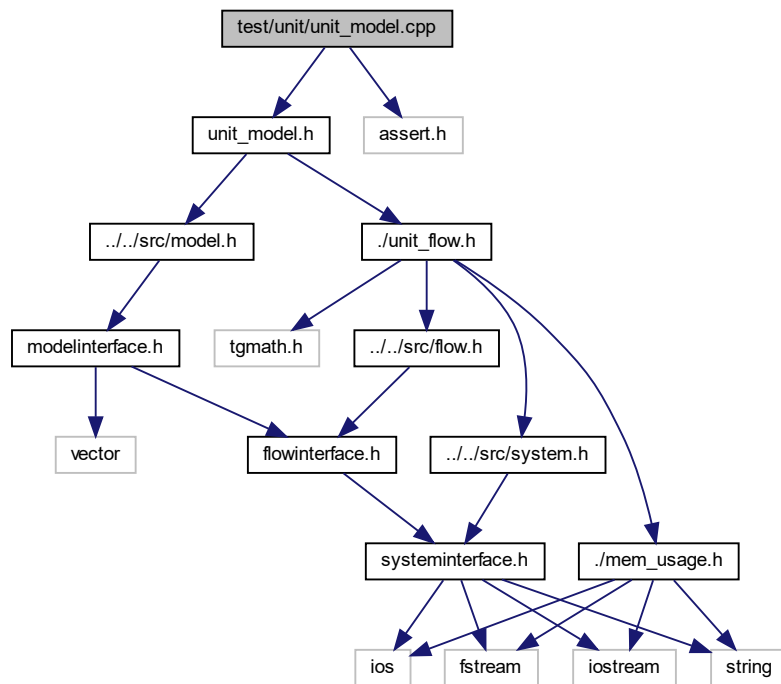 test/unit/unit_model.cpp
unit_model.h
assert.h
../../src/model.h
./unit_flow.h
modelinterface.h
tgmath.h
../../src/flow.h
vector
flowinterface.h
../../src/system.h
systeminterface.h
./mem_usage.h
ios
fstream
iostream
string